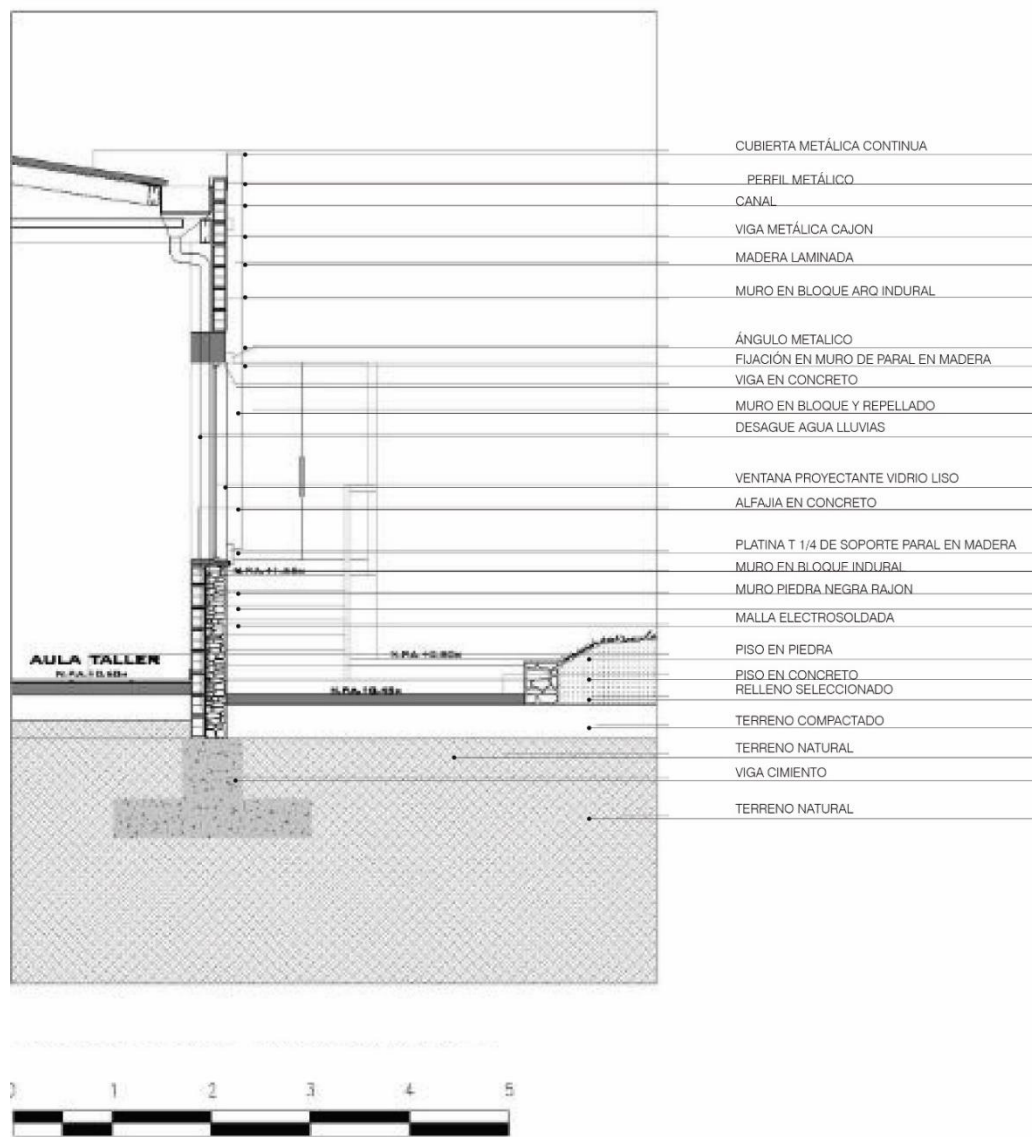 CUBIERTA METÁLICA CONTINUA
PERFIL METÁLICO
CANAL
VIGA METÁLICA CAJON
MADERA LAMINADA
MURO EN BLOQUE ARQ INDURAL
ÁNGULO METALICO
FIJACIÓN EN MURO DE PARAL EN MADERA
VIGA EN CONCRETO
MURO EN BLOQUE Y REPELLADO
DESAGUE AGUA LLUVIAS
VENTANA PROYECTANTE VIDRIO LISO
ALFAJIA EN CONCRETO
PLATINA T 1/4 DE SOPORTE PARAL EN MADERA
MURO EN BLOQUE INDURAL
MURO PIEDRA NEGRA RAJON
MALLA ELECTROSOLDADA
PISO EN PIEDRA
AULA TALLER
PISO EN CONCRETO
RELLENO SELECCIONADO
TERRENO COMPACTADO
TERRENO NATURAL
VIGA CIMIENTO
TERRENO NATURAL
1 2 3 4 5